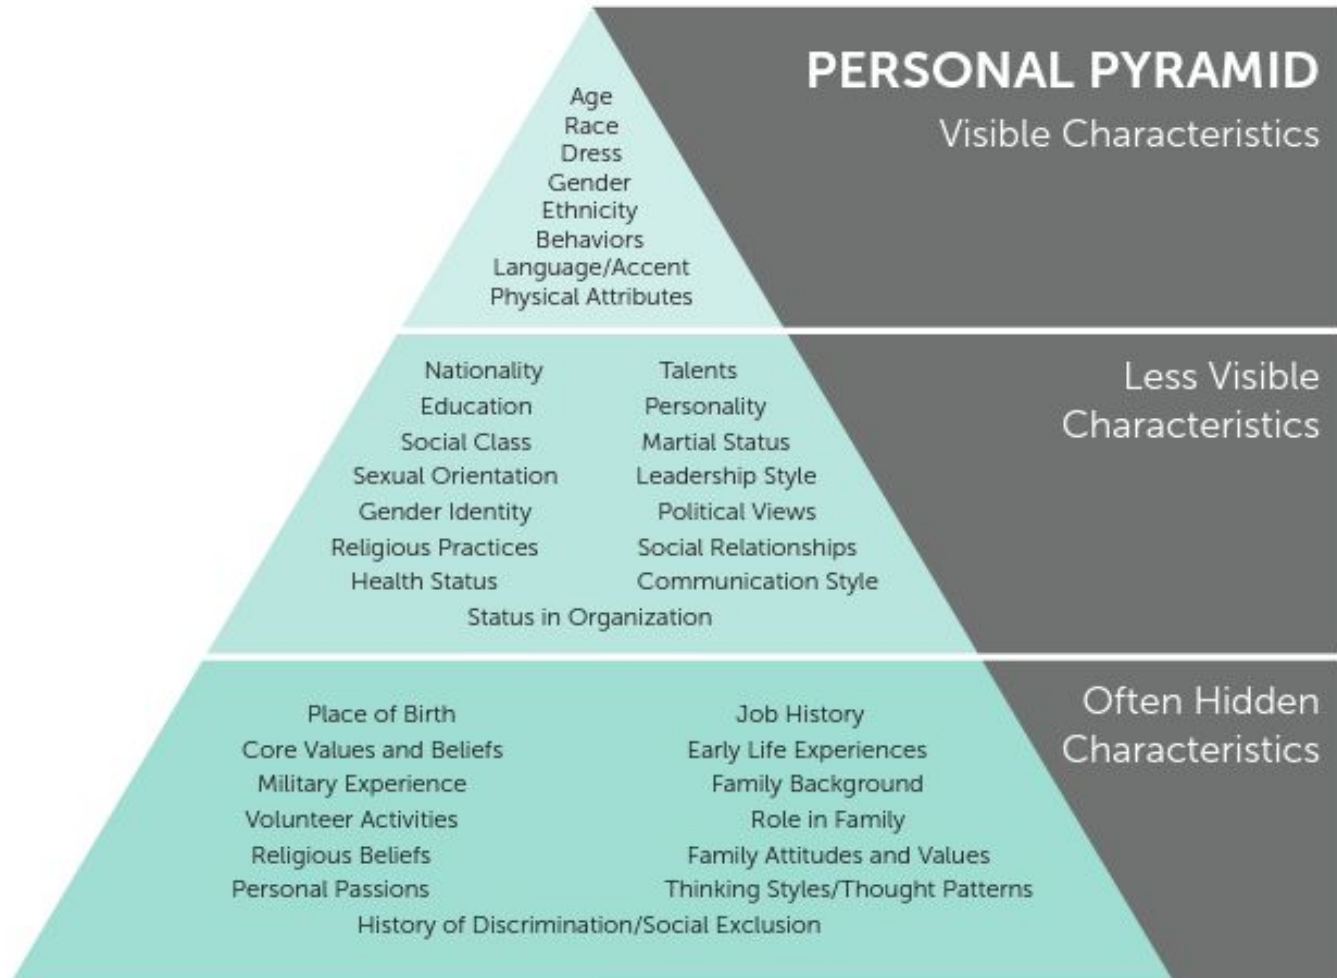 PERSONAL PYRAMID
Visible Characteristics
Age
Race
Dress
Gender
Ethnicity
Behaviors
Language/Accent
Physical Attributes
Less Visible
Characteristics
Nationality
Education
Social Class
Sexual Orientation
Gender Identity
Religious Practices
Health Status
Talents
Personality
Martial Status
Leadership Style
Political Views
Social Relationships
Communication Style
Status in Organization
Often Hidden
Characteristics
Place of Birth
Core Values and Beliefs
Military Experience
Volunteer Activities
Religious Beliefs
Personal Passions
Job History
Early Life Experiences
Family Background
Role in Family
Family Attitudes and Values
Thinking Styles/Thought Patterns
History of Discrimination/Social Exclusion